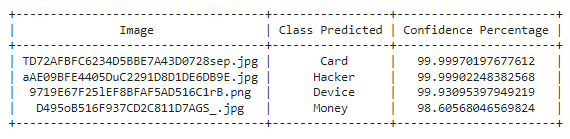 Image | Class Predicted | Confidence Percentage
TD72AFBFC6234D5BBE7A43D0728sep.jpg | Card | 99.99970197677612
aAE09BFE4405DuC2291D8D1DE6DB9E.jpg | Hacker | 99.99902248382568
9719E67F25lEF8BFAF5AD516C1rB.png | Device | 99.93095397949219
D495oB516F937CD2C811D7AGS_.jpg | Money | 98.60568046569824